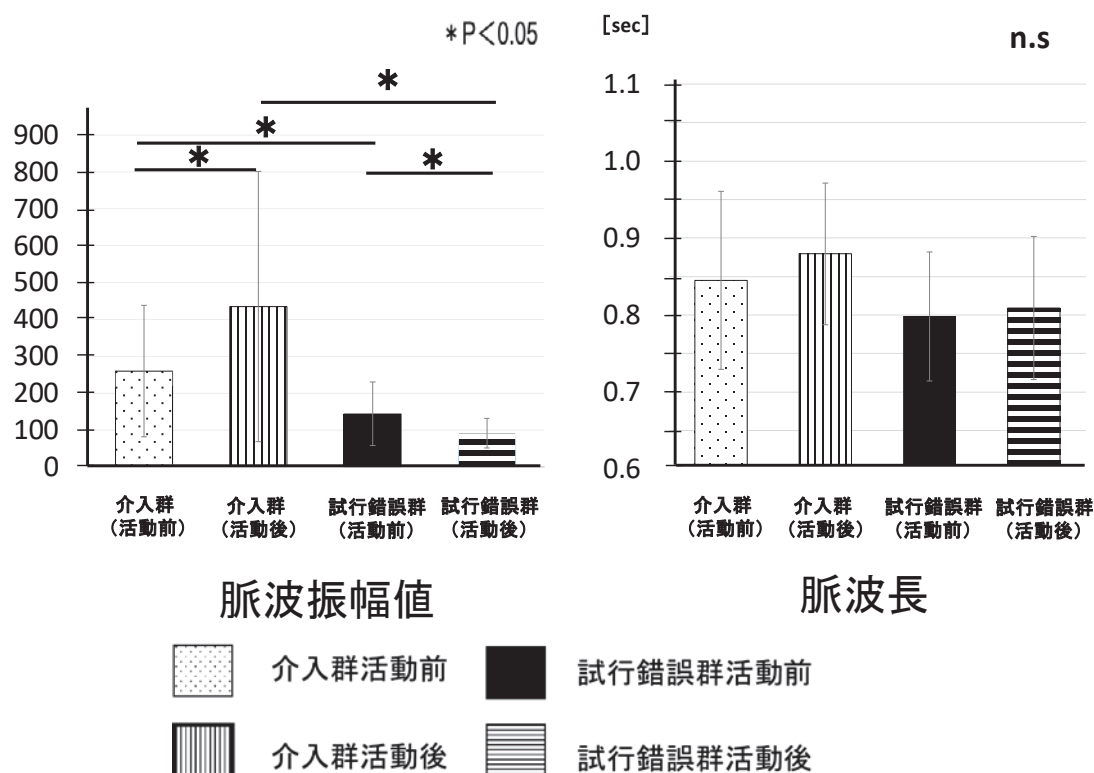 *P<0.05
*
*
*
*
900
800
700
600
500
400
300
200
100
0
介入群
(活動前)
介入群
(活動後)
試行錯誤群
(活動前)
試行錯誤群
(活動後)
脈波振幅値
[sec]
n.s
1.1
1.0
0.9
0.8
0.7
0.6
介入群
(活動前)
介入群
(活動後)
試行錯誤群
(活動前)
試行錯誤群
(活動後)
脈波長
介入群活動前
試行錯誤群活動前
介入群活動後
試行錯誤群活動後